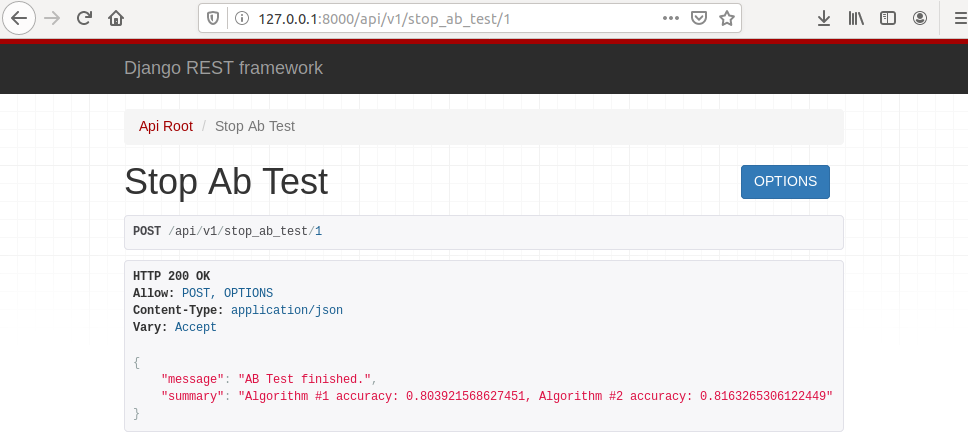 127.0.0.1:8000/api/v1/stop_ab_test/1
Django REST framework
Api Root / Stop Ab Test
Stop Ab Test
OPTIONS
POST /api/v1/stop_ab_test/1
HTTP 200 OK
Allow: POST, OPTIONS
Content-Type: application/json
Vary: Accept
{
    "message": "AB Test finished.",
    "summary": "Algorithm #1 accuracy: 0.803921568627451, Algorithm #2 accuracy: 0.8163265306122449"
}